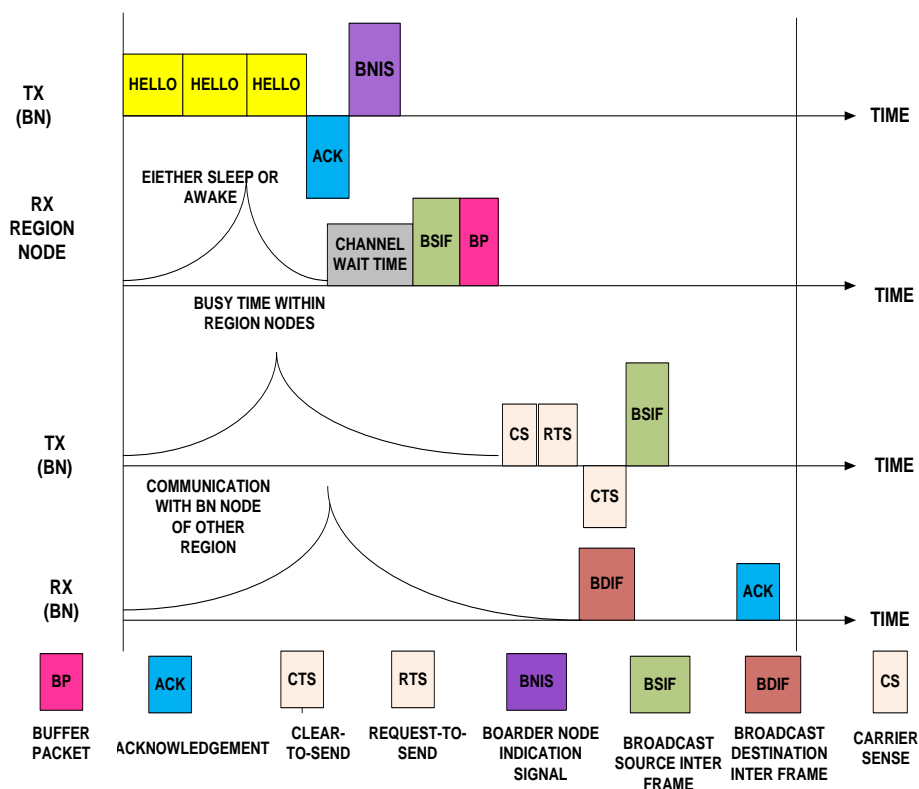 BNIS
HELLO HELLO HELLO
TX
(BN)
TIME
ACK
EIETHER SLEEP OR
AWAKE
RX
REGION
NODE
CHANNEL
WAIT TIME
BSIF
BP
TIME
BUSY TIME WITHIN
REGION NODES
BSIF
CS
RTS
TX
(BN)
TIME
CTS
COMMUNICATION
WITH BN NODE
OF OTHER
REGION
BDIF
ACK
RX
(BN)
TIME
BP
BUFFER
PACKET
ACK
ACKNOWLEDGEMENT
CTS
CLEAR-
TO-SEND
RTS
REQUEST-TO-
SEND
BNIS
BOARDER NODE
INDICATION
SIGNAL
BSIF
BROADCAST
SOURCE INTER
FRAME
BDIF
BROADCAST
DESTINATION
INTER FRAME
CS
CARRIER
SENSE